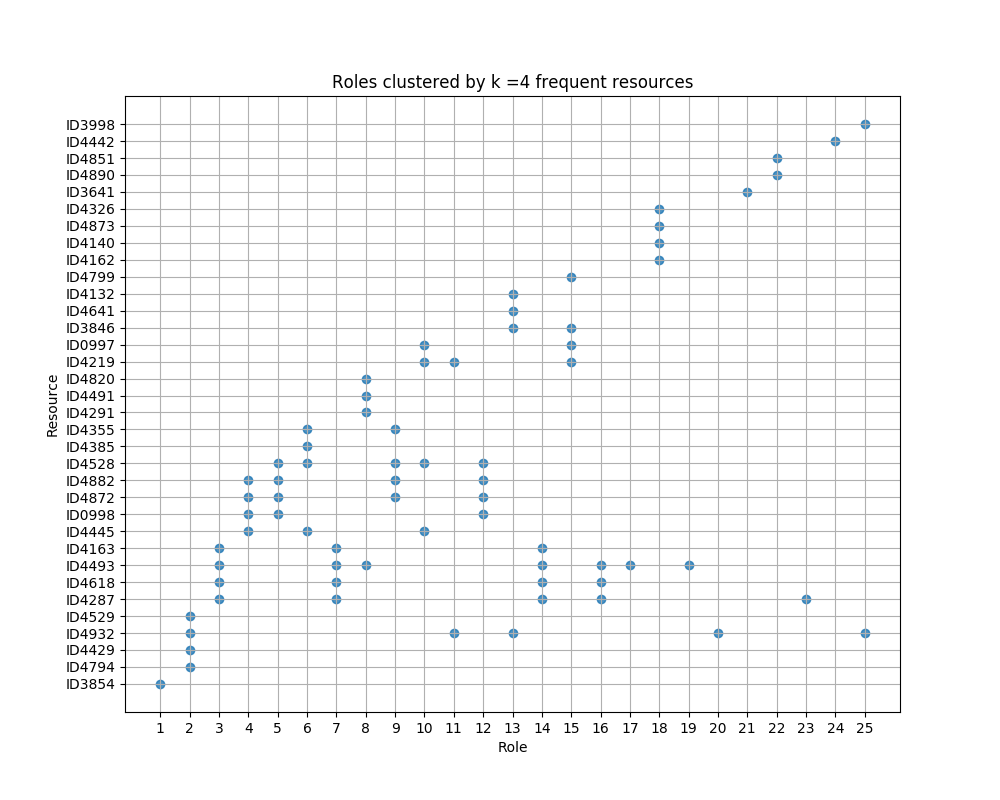 Roles clustered by k =4 frequent resources
Resource
ID3998
ID4442
ID4851
ID4890
ID3641
ID4326
ID4873
ID4140
ID4162
ID4799
ID4132
ID4641
ID3846
ID0997
ID4219
ID4820
ID4491
ID4291
ID4355
ID4385
ID4528
ID4882
ID4872
ID0998
ID4445
ID4163
ID4493
ID4618
ID4287
ID4529
ID4932
ID4429
ID4794
ID3854
1 2 3 4 5 6 7 8 9 10 11 12 13 14 15 16 17 18 19 20 21 22 23 24 25
Role